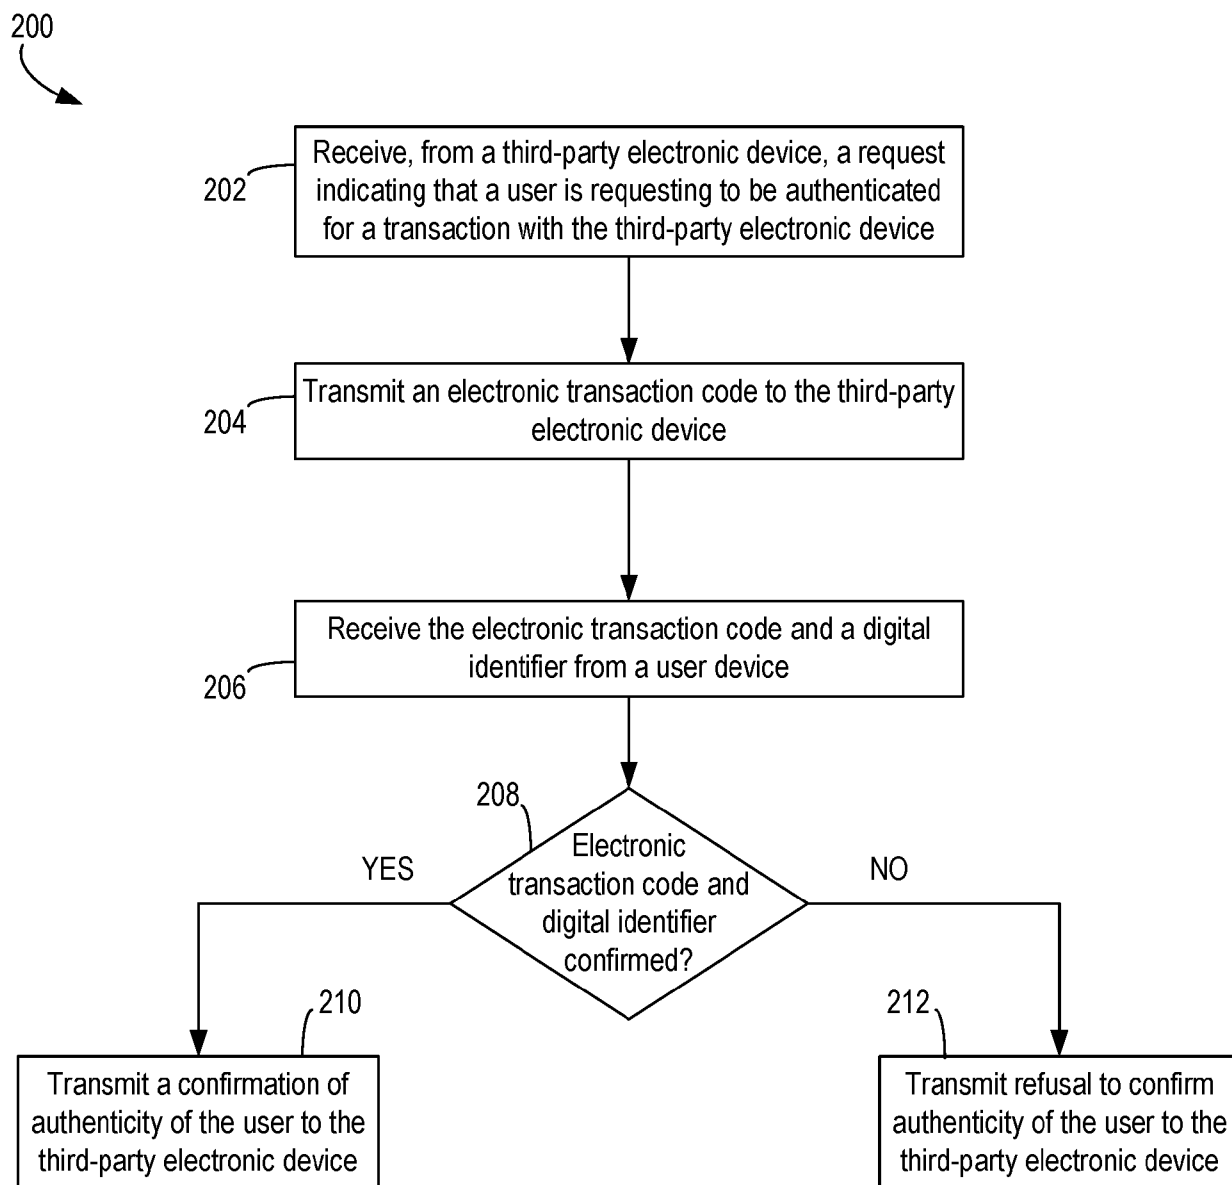 200
202
Receive, from a third-party electronic device, a request
indicating that a user is requesting to be authenticated
for a transaction with the third-party electronic device
204
Transmit an electronic transaction code to the third-party
electronic device
206
Receive the electronic transaction code and a digital
identifier from a user device
208
Electronic
transaction code and
digital identifier
confirmed?
YES
NO
210
Transmit a confirmation of
authenticity of the user to the
third-party electronic device
212
Transmit refusal to confirm
authenticity of the user to the
third-party electronic device